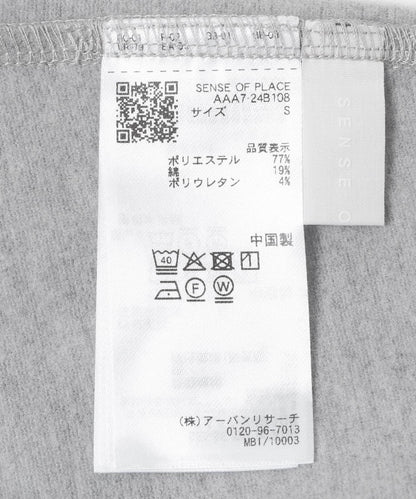 SENSE OF PLACE
AAA7-24B108
サイズ S
品質表示
ポリエステル 77%
綿 19%
ポリウレタン 4%
中国製
40
F W
(株)アーバンリサーチ
0120-96-7013
MBI/10003
SENSE O